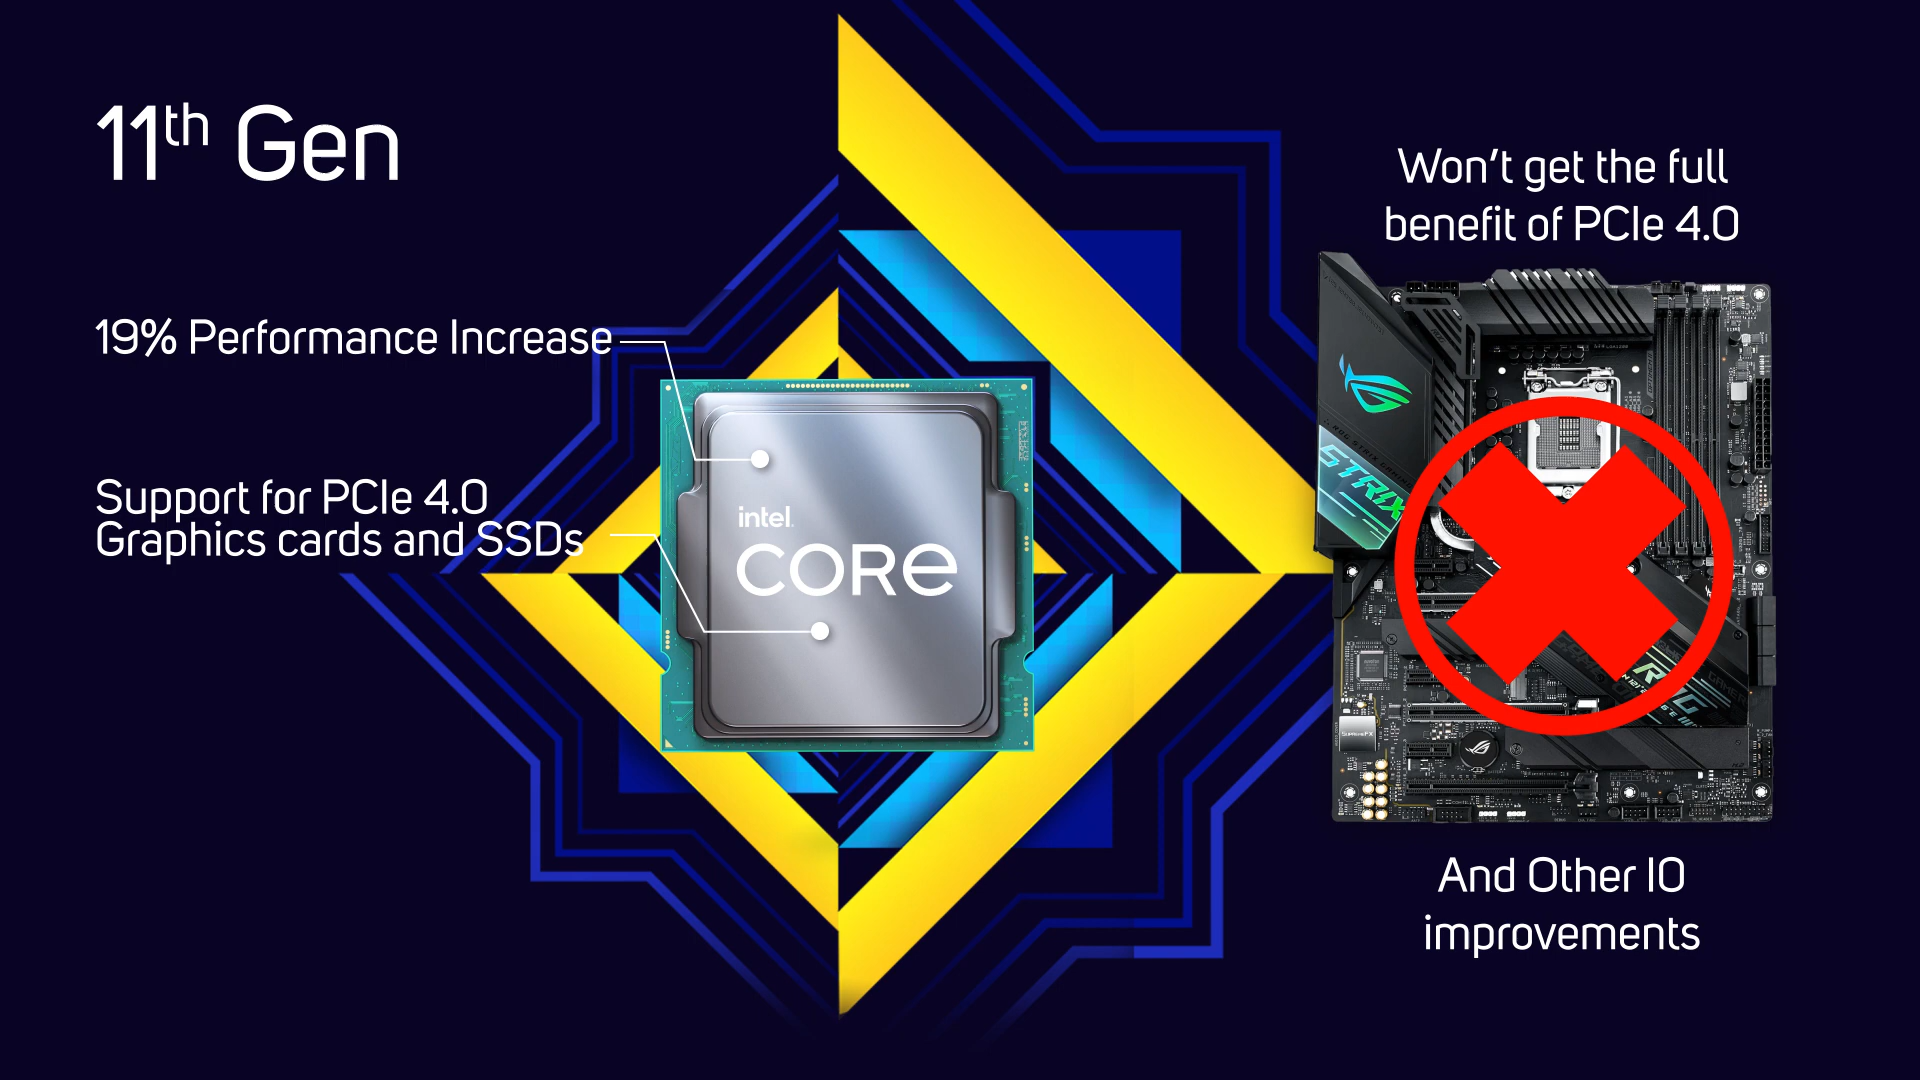 11th Gen
19% Performance Increase
Support for PCIe 4.0
Graphics cards and SSDs
intel.
CORE
Won't get the full
benefit of PCIe 4.0
STRIX
SUPREMEFX
And Other IO
improvements